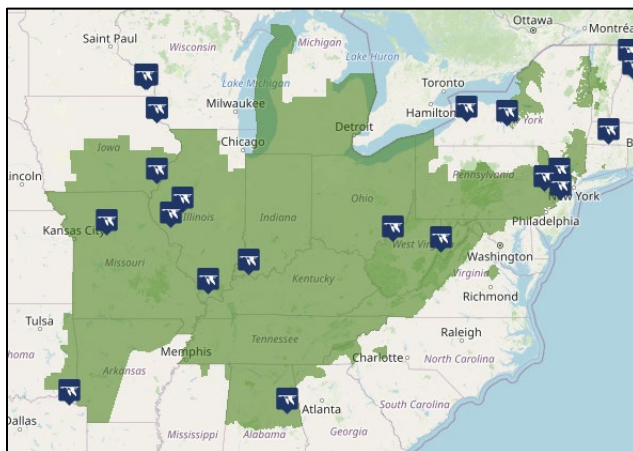 Ottawa
Montréa
Saint Paul
Wisconsin
Michigan
Lake Huron
Toronto
Lake Michigan
Milwaukee
Hamilton
York
Detroit
Chicago
Iowa
B
incoln
Pennsylvania
New York
Ohio
Illinois
Indiana
Philadelphia
Kansas City
West Virgin
Washington
Missouri
Virginia
Kentucky
Richmond
Tulsa
Raleigh
Tennessee
homa
Memphis
Charlotte
North Carolina
Arkansas
South Carolina
Atlanta
Dallas
Mississippi
Alabama
Georgia